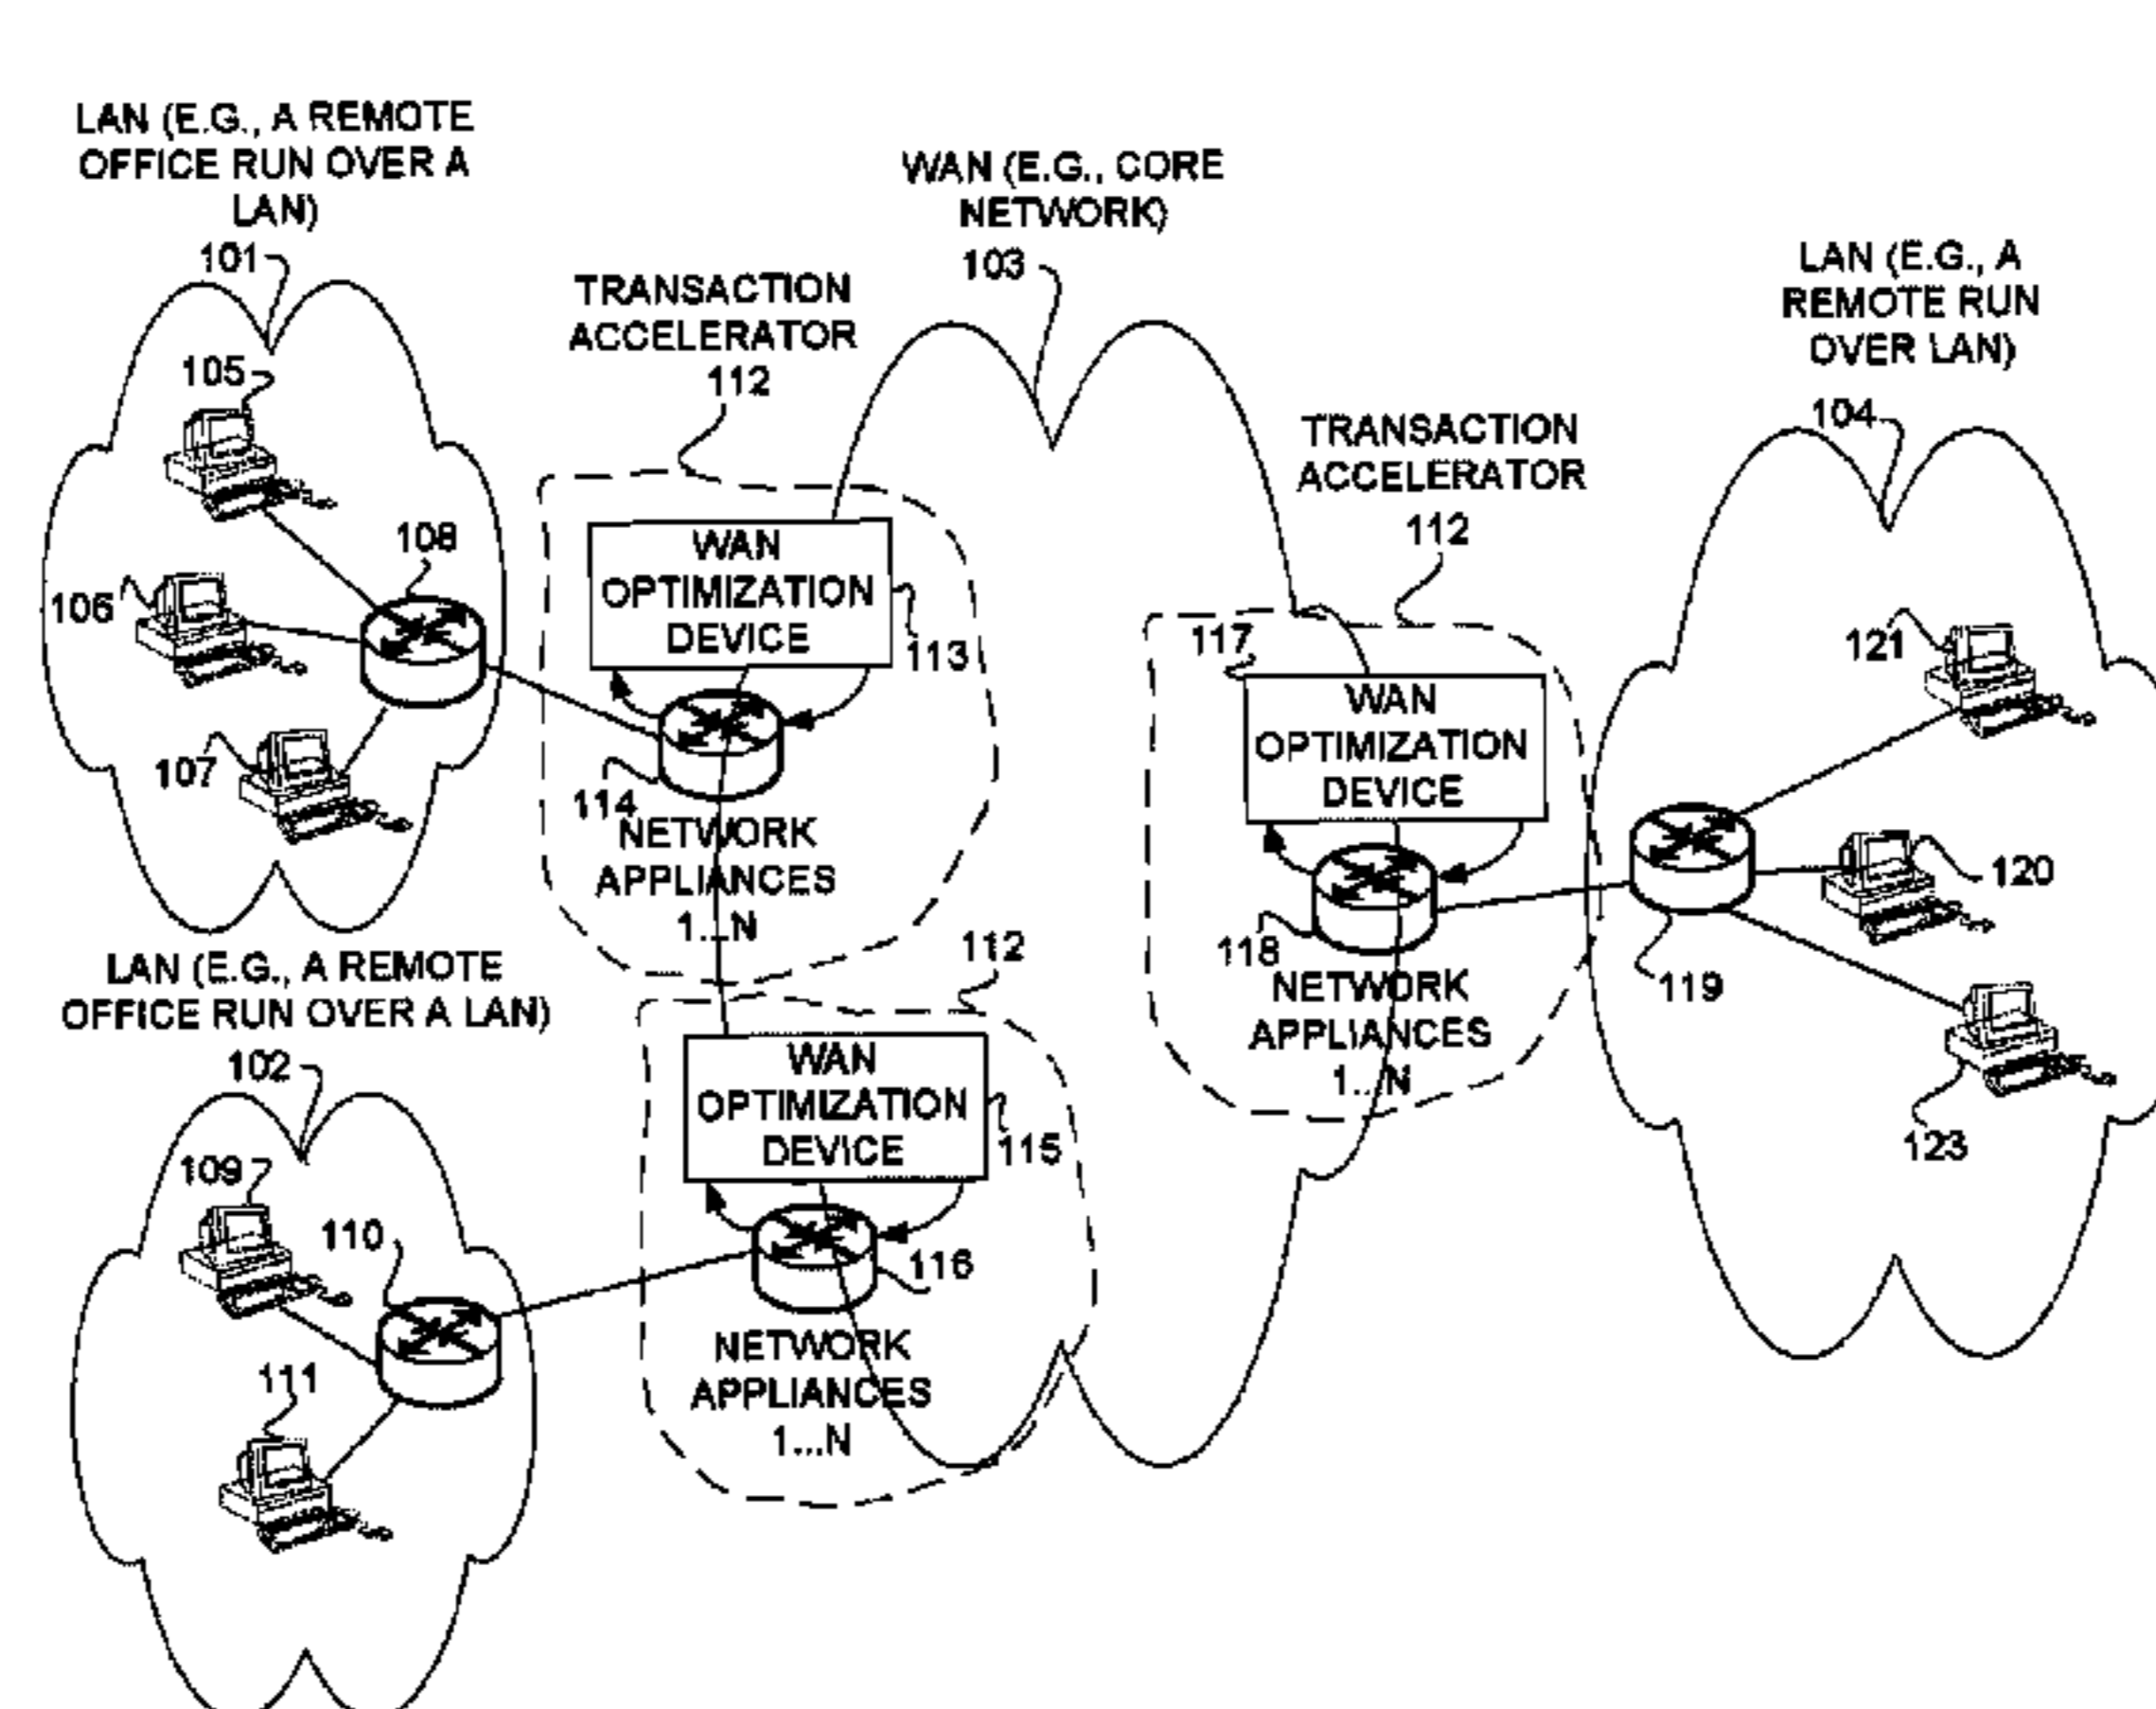 LAN (E.G., A REMOTE
OFFICE RUN OVER A
LAN)
101
105
106
107
108
TRANSACTION
ACCELERATOR
112
WAN
OPTIMIZATION
DEVICE
113
114
NETWORK
APPLIANCES
1...N
WAN (E.G., CORE
NETWORK)
103
TRANSACTION
ACCELERATOR
112
117
WAN
OPTIMIZATION
DEVICE
118
NETWORK
APPLIANCES
1...N
LAN (E.G., A
REMOTE RUN
OVER LAN)
104
121
120
119
123
LAN (E.G., A REMOTE
OFFICE RUN OVER A LAN)
102
109
110
111
112
WAN
OPTIMIZATION
DEVICE
115
116
NETWORK
APPLIANCES
1...N